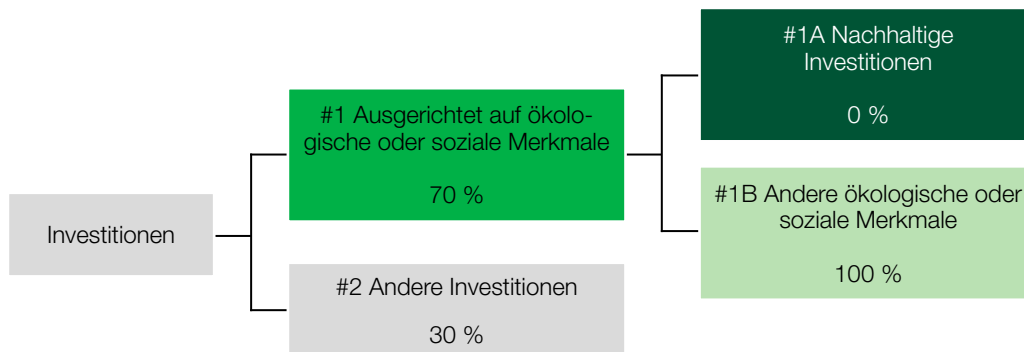 Investitionen
#1 Ausgerichtet auf ökolo-
gische oder soziale Merkmale
70 %
#2 Andere Investitionen
30 %
#1A Nachhaltige
Investitionen
0 %
#1B Andere ökologische oder
soziale Merkmale
100 %